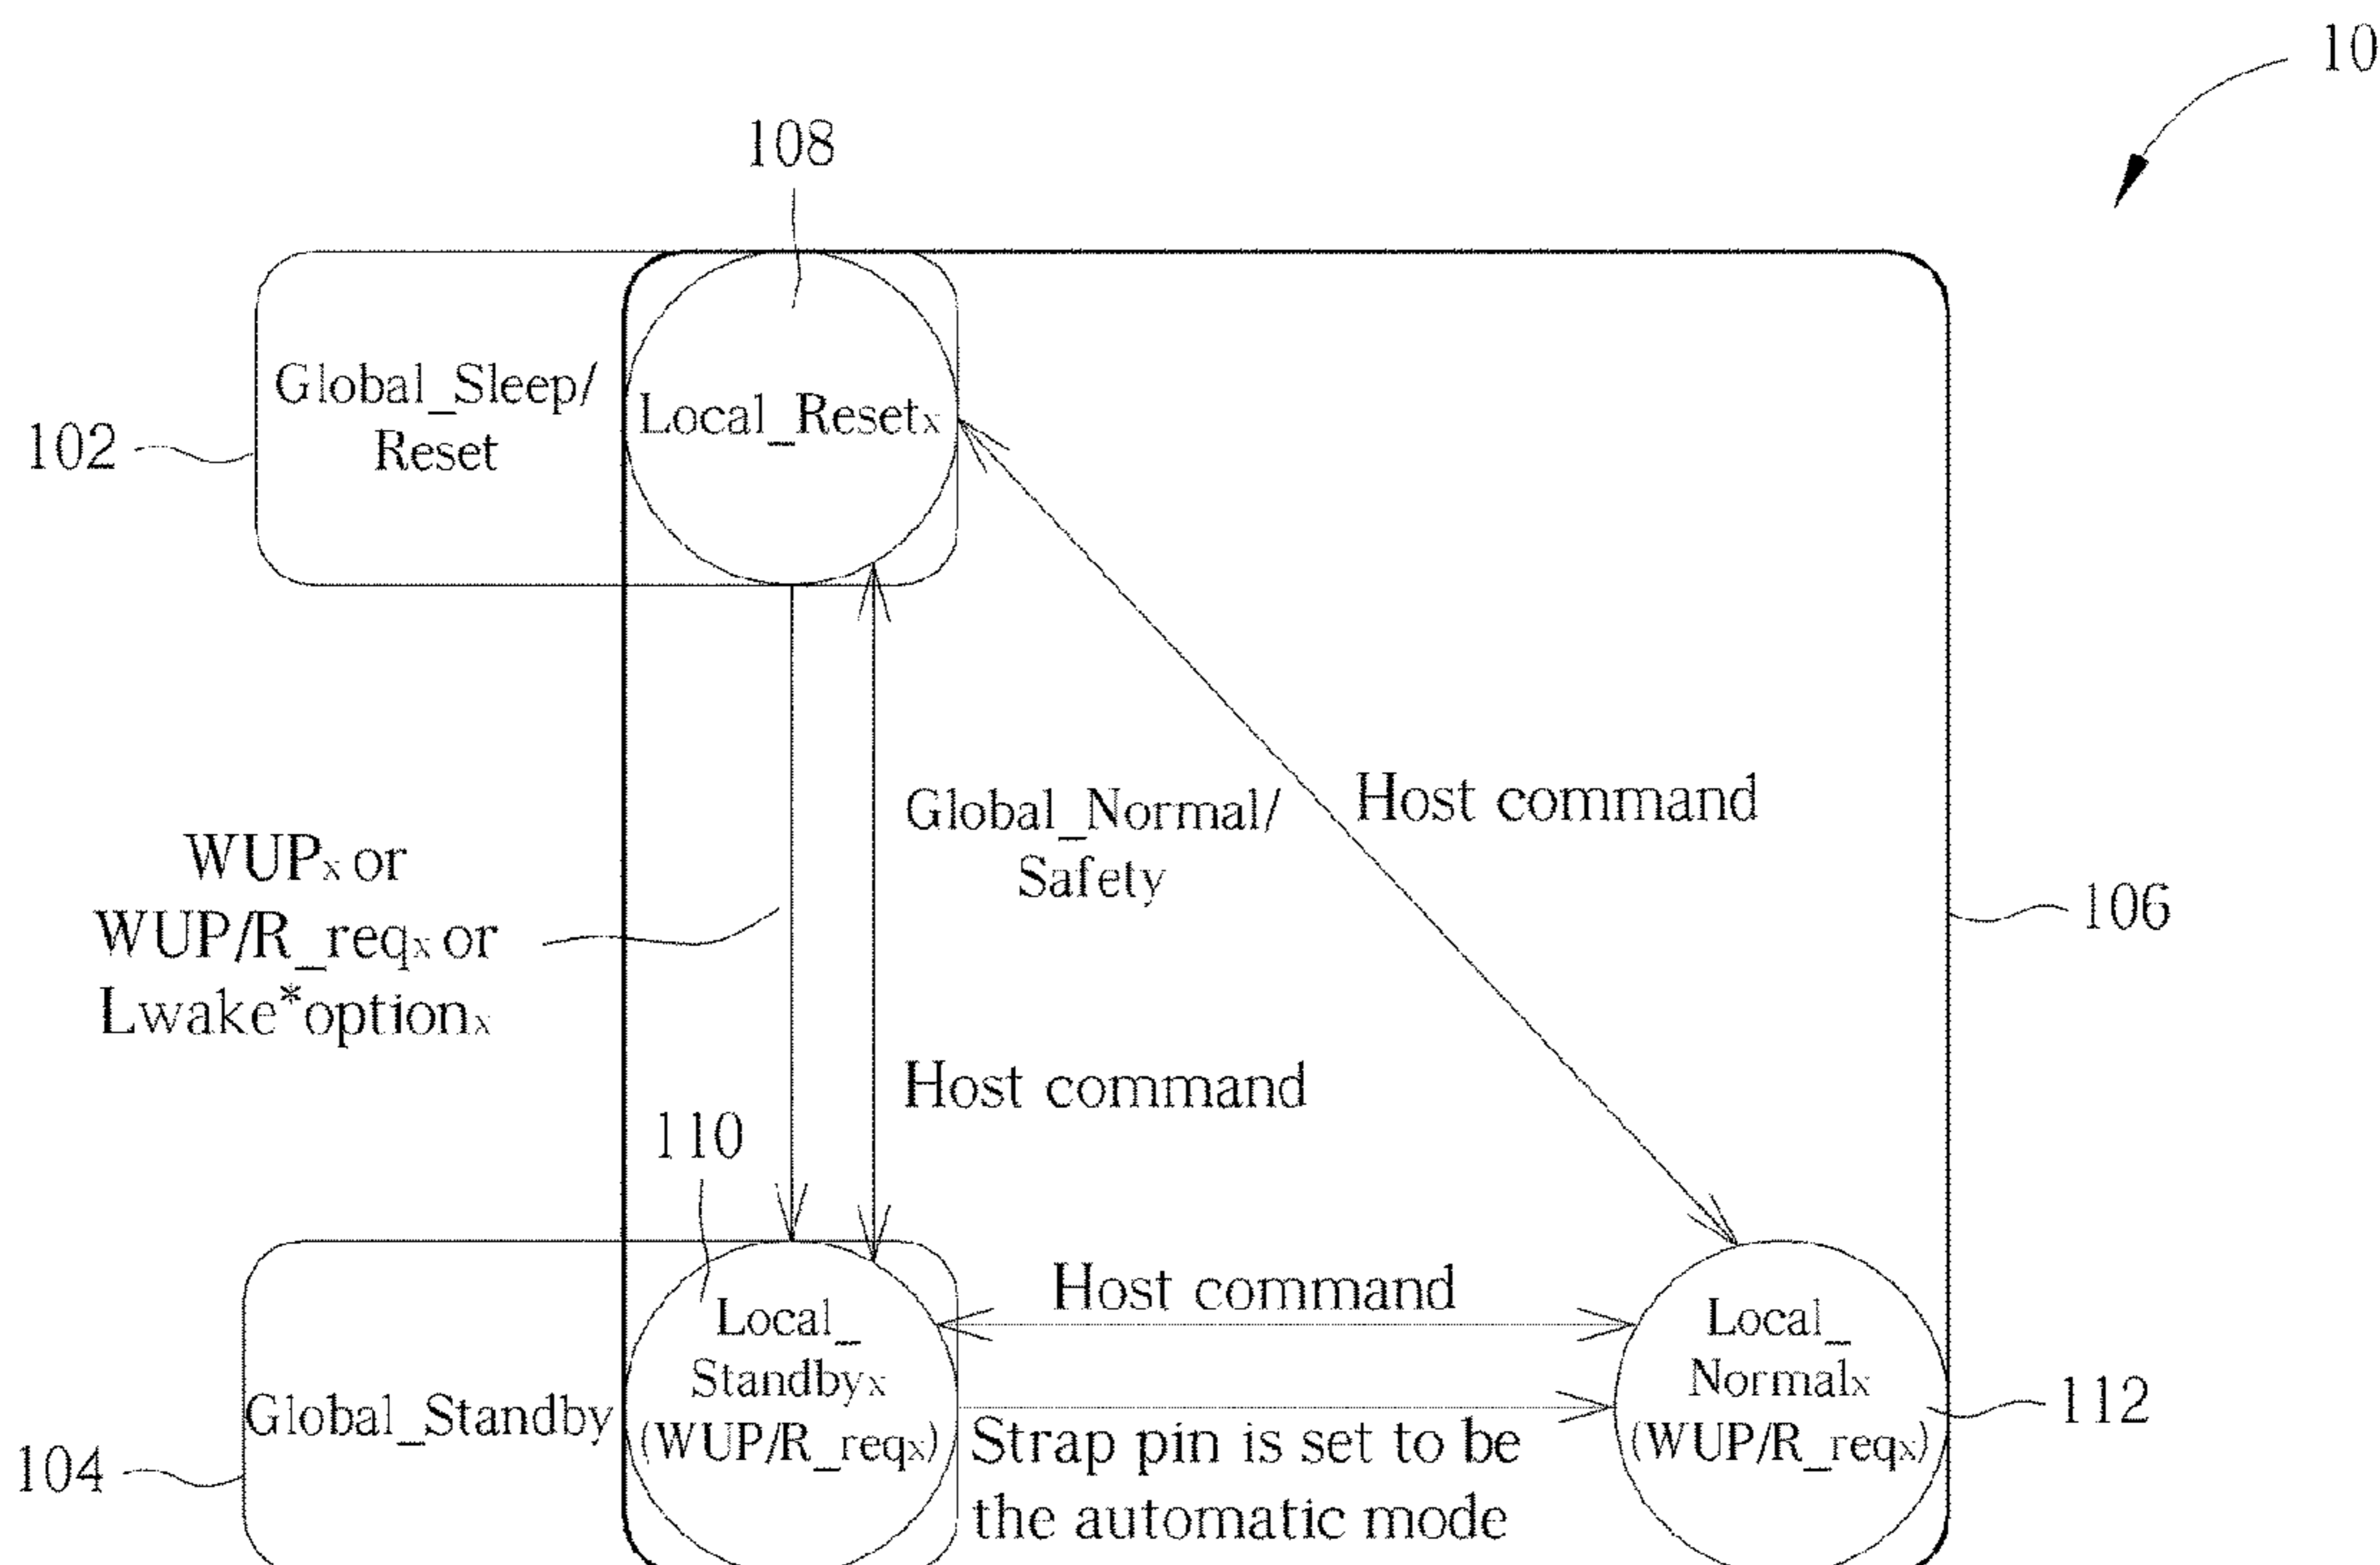 10
108
Global_Sleep/
Reset
Local_Resetx
102
Global_Normal/
Safety
Host command
WUPx or
WUP/R_reqx or
Lwake*optionx
106
Host command
110
Host command
Local_
Standbyx
(WUP/R_reqx)
Local_
Normalx
(WUP/R_reqx)
112
Global_Standby
104
Strap pin is set to be
the automatic mode